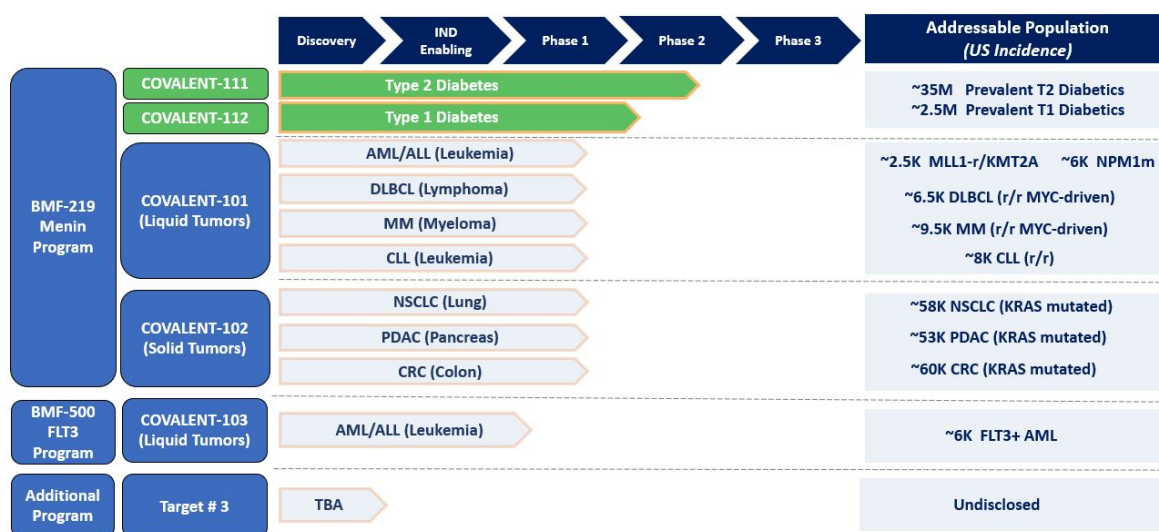 Discovery
IND
Enabling
Phase 1
Phase 2
Phase 3
Addressable Population
(US Incidence)
BMF-219
Menin
Program
COVALENT-111
Type 2 Diabetes
~35M Prevalent T2 Diabetics
COVALENT-112
Type 1 Diabetes
~2.5M Prevalent T1 Diabetics
COVALENT-101
(Liquid Tumors)
AML/ALL (Leukemia)
~2.5K MLL1-r/KMT2A ~6K NPM1m
DLBCL (Lymphoma)
~6.5K DLBCL (r/r MYC-driven)
MM (Myeloma)
~9.5K MM (r/r MYC-driven)
CLL (Leukemia)
~8K CLL (r/r)
COVALENT-102
(Solid Tumors)
NSCLC (Lung)
~58K NSCLC (KRAS mutated)
PDAC (Pancreas)
~53K PDAC (KRAS mutated)
CRC (Colon)
~60K CRC (KRAS mutated)
BMF-500
FLT3
Program
COVALENT-103
(Liquid Tumors)
AML/ALL (Leukemia)
~6K FLT3+ AML
Additional
Program
Target # 3
TBA
Undisclosed